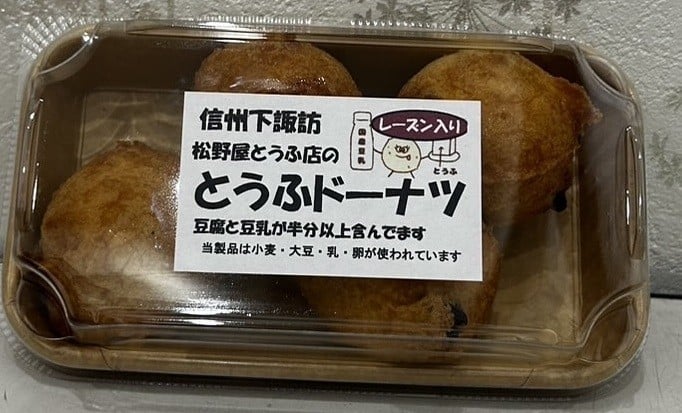 信州下諏訪
レーズン入り
国産豆乳
とうふ
松野屋とうふ店の
とうふドーナツ
豆腐と豆乳が半分以上含んでます
当製品は小麦・大豆・乳・卵が使われています